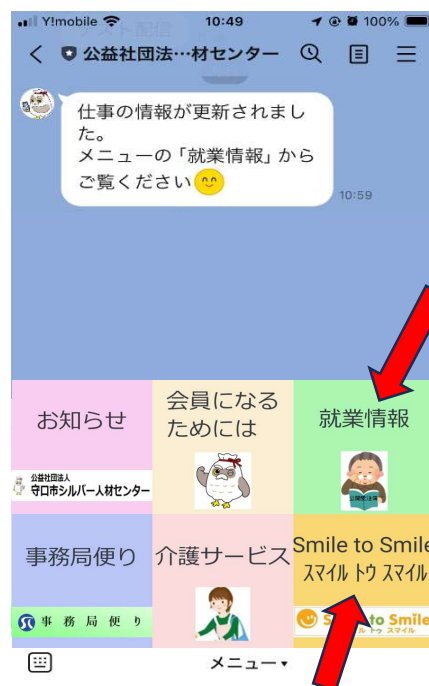 Y!mobile 10:49 100%
公益社団法…材センター
仕事の情報が更新されまし
た。
メニューの「就業情報」から
ご覧ください
10:59
お知らせ
公益社団法人
守口市シルバー人材センター
会員になる
ためには
就業情報
事務局便り
事務局便り
介護サービス
Smile to Smile
スマイル トウ スマイル
to Smile
トゥ スマイル
メニュー▾